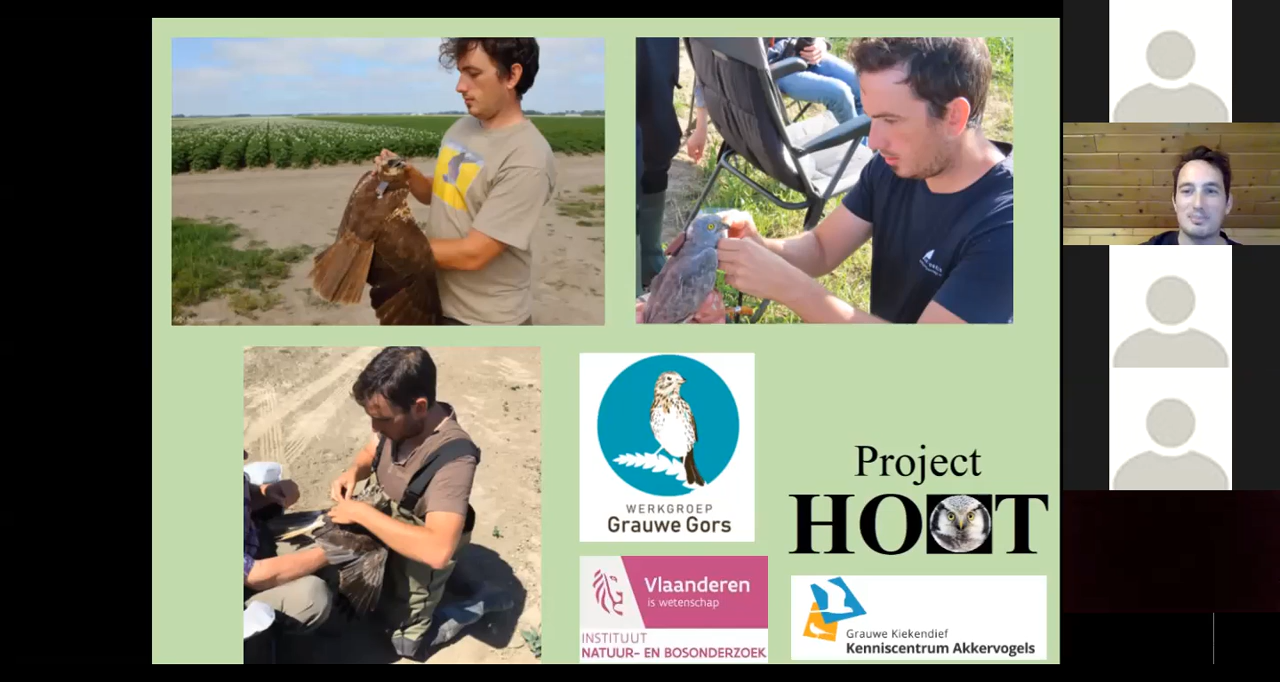 WERKGROEP
Grauwe Gors
Project
HOOT
Vlaanderen
is wetenschap
INSTITUUT
NATUUR- EN BOSONDERZOEK
Grauwe Kiekendief
Kenniscentrum Akkervogels